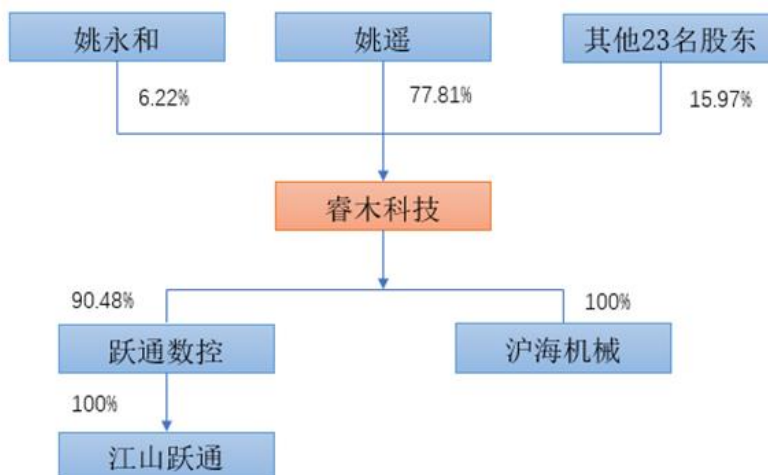 姚永和
姚遥
其他23名股东
6.22%
77.81%
15.97%
睿木科技
90.48%
100%
跃通数控
沪海机械
100%
江山跃通